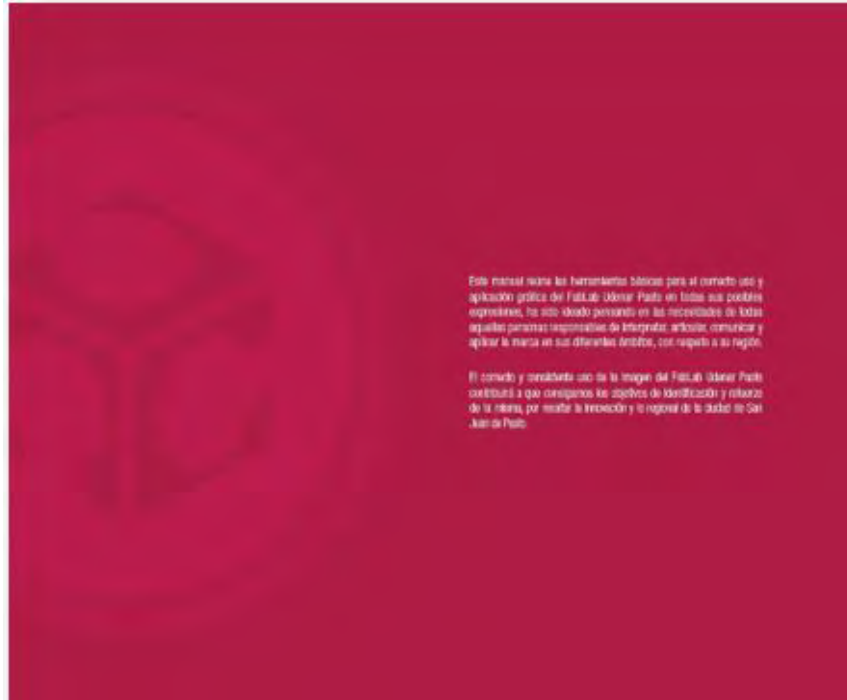 Este manual reúne las herramientas básicas para el correcto uso y
aplicación gráfica del FabLab Udenar Pasto en todas sus posibles
expresiones, ha sido ideado pensando en las necesidades de todas
aquellas personas responsables de interpretar, articular, comunicar y
aplicar la marca en sus diferentes ámbitos, con respeto a su región.
El correcto y consistente uso de la imagen del FabLab Udenar Pasto
contribuirá a que consigamos los objetivos de identificación y refuerzo
de la misma, por resaltar la innovación y lo regional de la ciudad de San
Juan de Pasto.